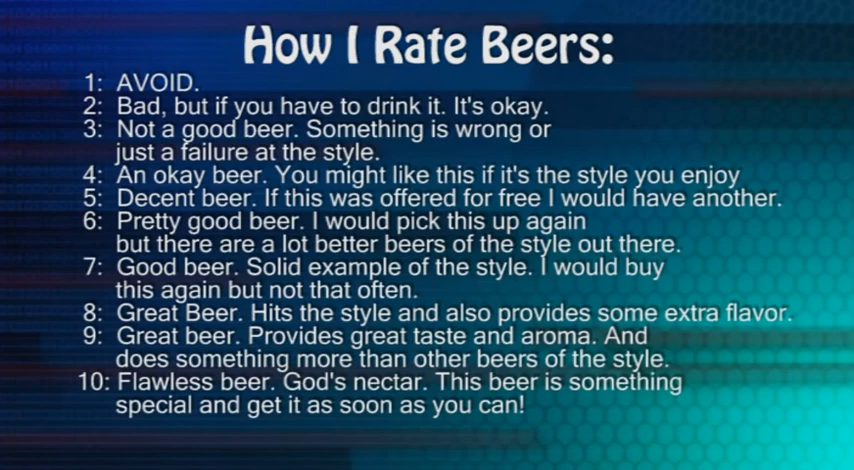 How I Rate Beers:
1: AVOID.
2: Bad, but if you have to drink it. It's okay.
3: Not a good beer. Something is wrong or
just a failure at the style.
4: An okay beer. You might like this if it's the style you enjoy
5: Decent beer. If this was offered for free I would have another.
6: Pretty good beer. I would pick this up again
but there are a lot better beers of the style out there.
7: Good beer. Solid example of the style. I would buy
this again but not that often.
8: Great Beer. Hits the style and also provides some extra flavor.
9: Great beer. Provides great taste and aroma. And
does something more than other beers of the style.
10: Flawless beer. God's nectar. This beer is something
special and get it as soon as you can!